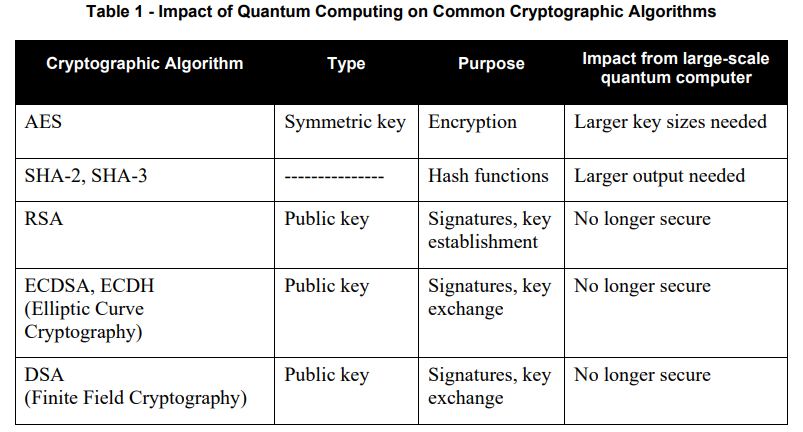 Table 1 - Impact of Quantum Computing on Common Cryptographic Algorithms
Cryptographic Algorithm Type Purpose Impact from large-scale
quantum computer
AES Symmetric key Encryption Larger key sizes needed
SHA-2, SHA-3 --------------- Hash functions Larger output needed
RSA Public key Signatures, key No longer secure
establishment
ECDSA, ECDH Public key Signatures, key No longer secure
(Elliptic Curve exchange
Cryptography)
DSA Public key Signatures, key No longer secure
(Finite Field Cryptography) exchange